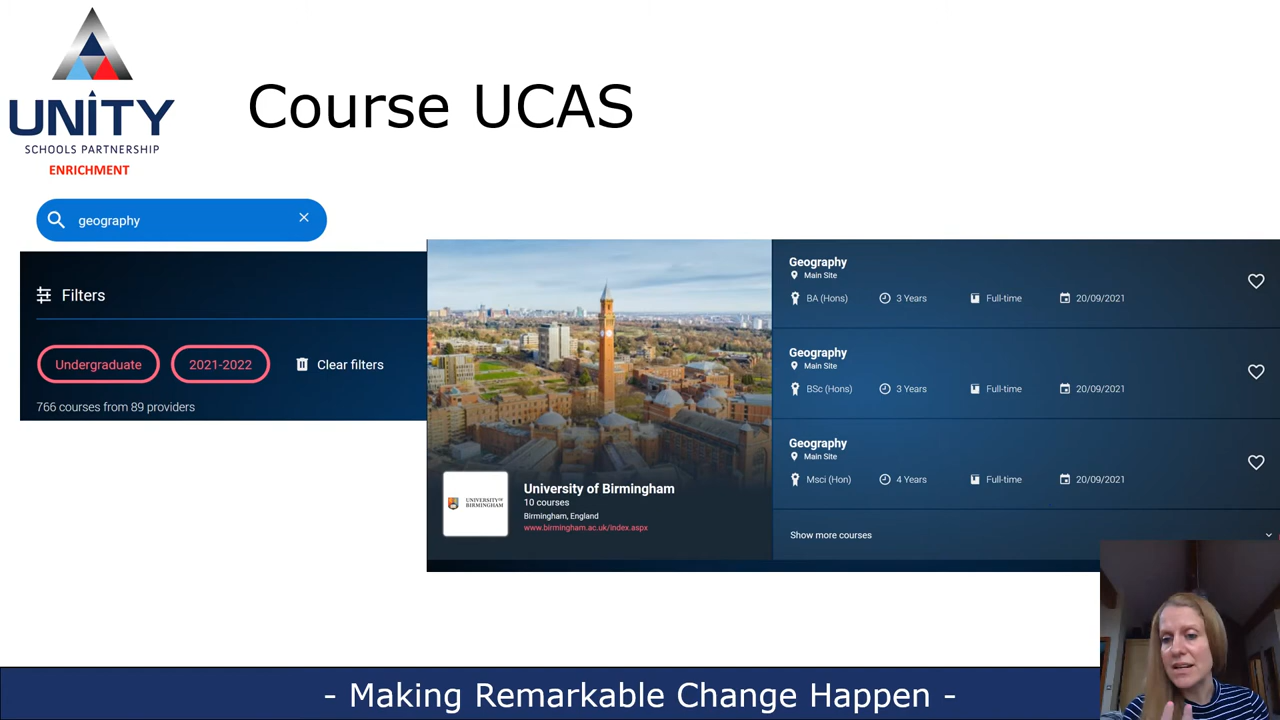 UNITY
SCHOOLS PARTNERSHIP
ENRICHMENT
Course UCAS
geography
Filters
Undergraduate
2021-2022
Clear filters
766 courses from 89 providers
UNIVERSITY OF
BIRMINGHAM
University of Birmingham
10 courses
Birmingham, England
www.birmingham.ac.uk/index.aspx
Geography
Main Site
BA (Hons) 3 Years Full-time 20/09/2021
Geography
Main Site
BSc (Hons) 3 Years Full-time 20/09/2021
Geography
Main Site
Msci (Hon) 4 Years Full-time 20/09/2021
Show more courses
- Making Remarkable Change Happen -